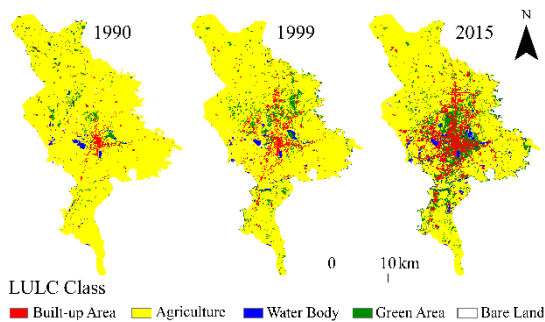 1990
1999
2015
N
0 10 km
LULC Class
Built-up Area Agriculture Water Body Green Area Bare Land